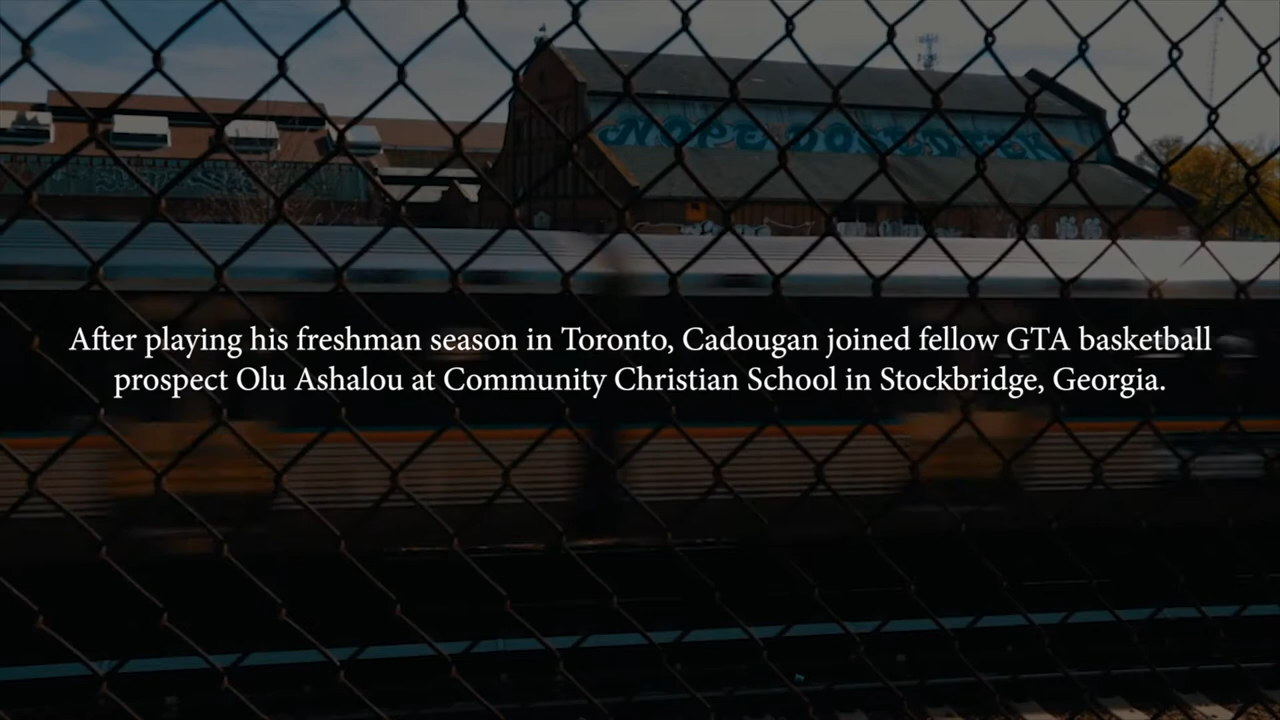 After playing his freshman season in Toronto, Cadougan joined fellow GTA basketball
prospect Olu Ashalou at Community Christian School in Stockbridge, Georgia.